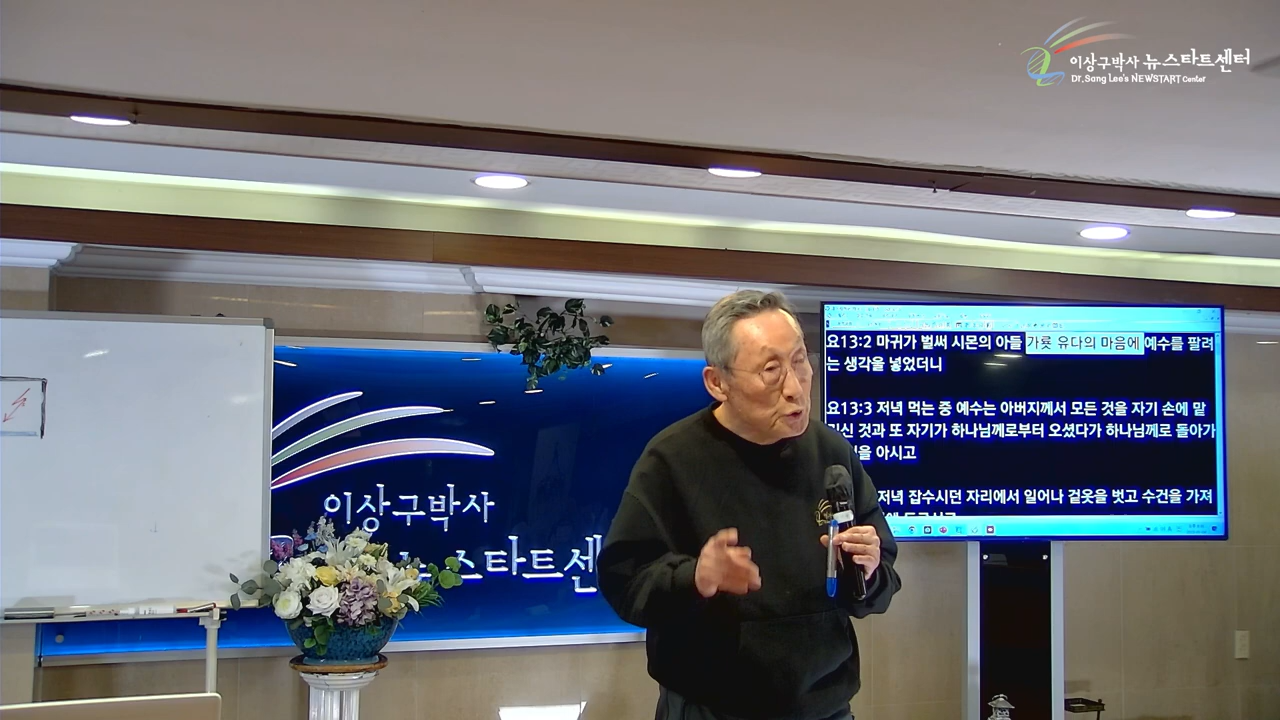 이상구박사 뉴스타트센터
Dr. Sang Lee's NEWSTART Center
요13:2 마귀가 벌써 시몬의 아들 가룟 유다의 마음에 예수를 팔려
는 생각을 넣었더니
요13:3 저녁 먹는 중 예수는 아버지께서 모든 것을 자기 손에 맡
신 것과 또 자기가 하나님께로부터 오셨다가 하나님께로 돌아가
을 아시고
저녁 잡수시던 자리에서 일어나 겉옷을 벗고 수건을 가져
이상구박사
뉴스타트센